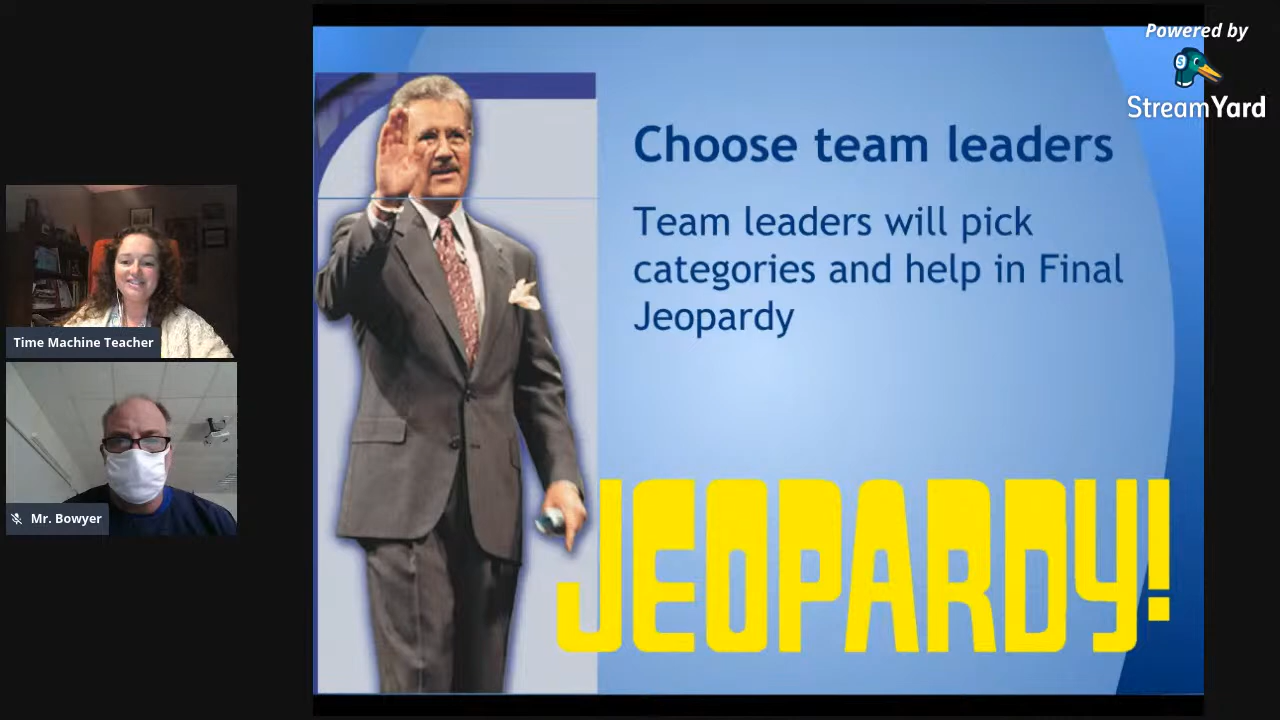 Powered by
StreamYard
Choose team leaders
Team leaders will pick
categories and help in Final
Jeopardy
Time Machine Teacher
Mr. Bowyer
JEOPARDY!